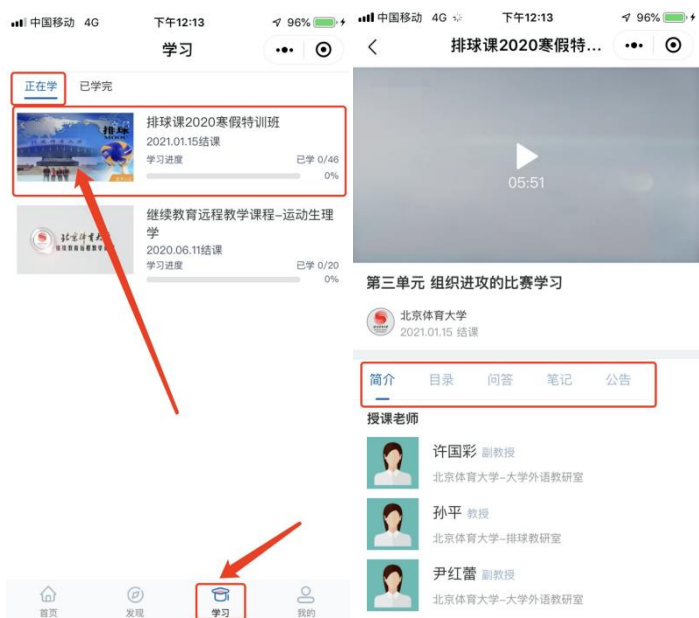 中国移动 4G 下午12:13 96%
学习
正在学 已学完
排球
排球课2020寒假特训班
2021.01.15结课
学习进度 已学 0/46
0%
继续教育远程教学课程-运动生理
学
2020.06.11结课
学习进度 已学 0/20
0%
首页 发现 学习 我的
中国移动 4G 下午12:13 96%
排球课2020寒假特...
05:51
第三单元 组织进攻的比赛学习
北京体育大学
2021.01.15 结课
简介 目录 问答 笔记 公告
授课老师
许国彩 副教授
北京体育大学-大学外语教研室
孙平 教授
北京体育大学-排球教研室
尹红蕾 副教授
北京体育大学-大学外语教研室